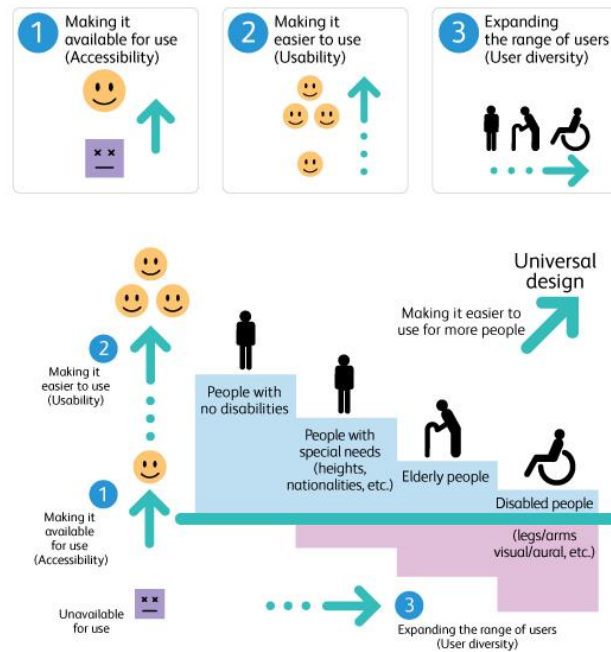 1
Making it
available for use
(Accessibility)
2
Making it
easier to use
(Usability)
3
Expanding
the range of users
(User diversity)
Universal
design
Making it easier to
use for more people
2
Making it
easier to use
(Usability)
People with
no disabilities
People with
special needs
(heights,
nationalities, etc.)
Elderly people
Disabled people
(legs/arms
visual/aural, etc.)
1
Making it
available
for use
(Accessibility)
Unavailable
for use
3
Expanding the range of users
(User diversity)